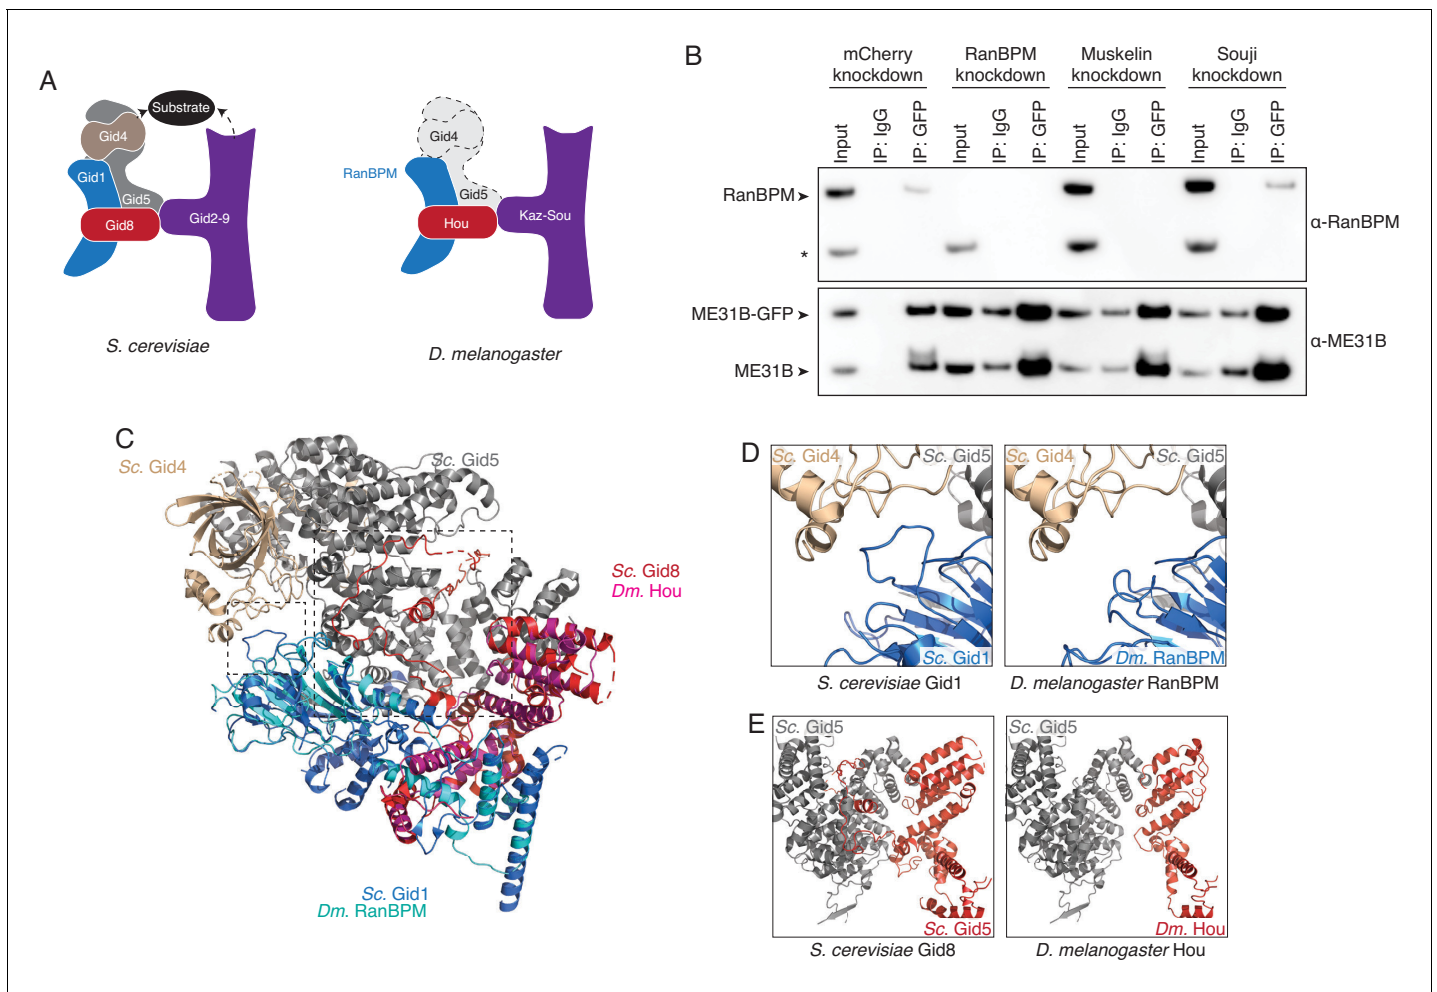 A
Substrate
Gid4
Gid1
Gid5
Gid8
Gid2-9
S. cerevisiae
Gid4
RanBPM
Gid5
Hou
Kaz-Sou
D. melanogaster
B
mCherry knockdown
RanBPM knockdown
Muskelin knockdown
Souji knockdown
Input
IP: IgG
IP: GFP
Input
IP: IgG
IP: GFP
Input
IP: IgG
IP: GFP
Input
IP: IgG
IP: GFP
RanBPM
*
α-RanBPM
ME31B-GFP
ME31B
α-ME31B
C
Sc. Gid4
Sc. Gid5
Sc. Gid8
Dm. Hou
Sc. Gid1
Dm. RanBPM
D
Sc. Gid4
Sc. Gid5
Sc. Gid1
S. cerevisiae Gid1
Sc. Gid4
Sc. Gid5
Dm. RanBPM
D. melanogaster RanBPM
E
Sc. Gid5
Sc. Gid5
S. cerevisiae Gid8
Sc. Gid5
Dm. Hou
D. melanogaster Hou